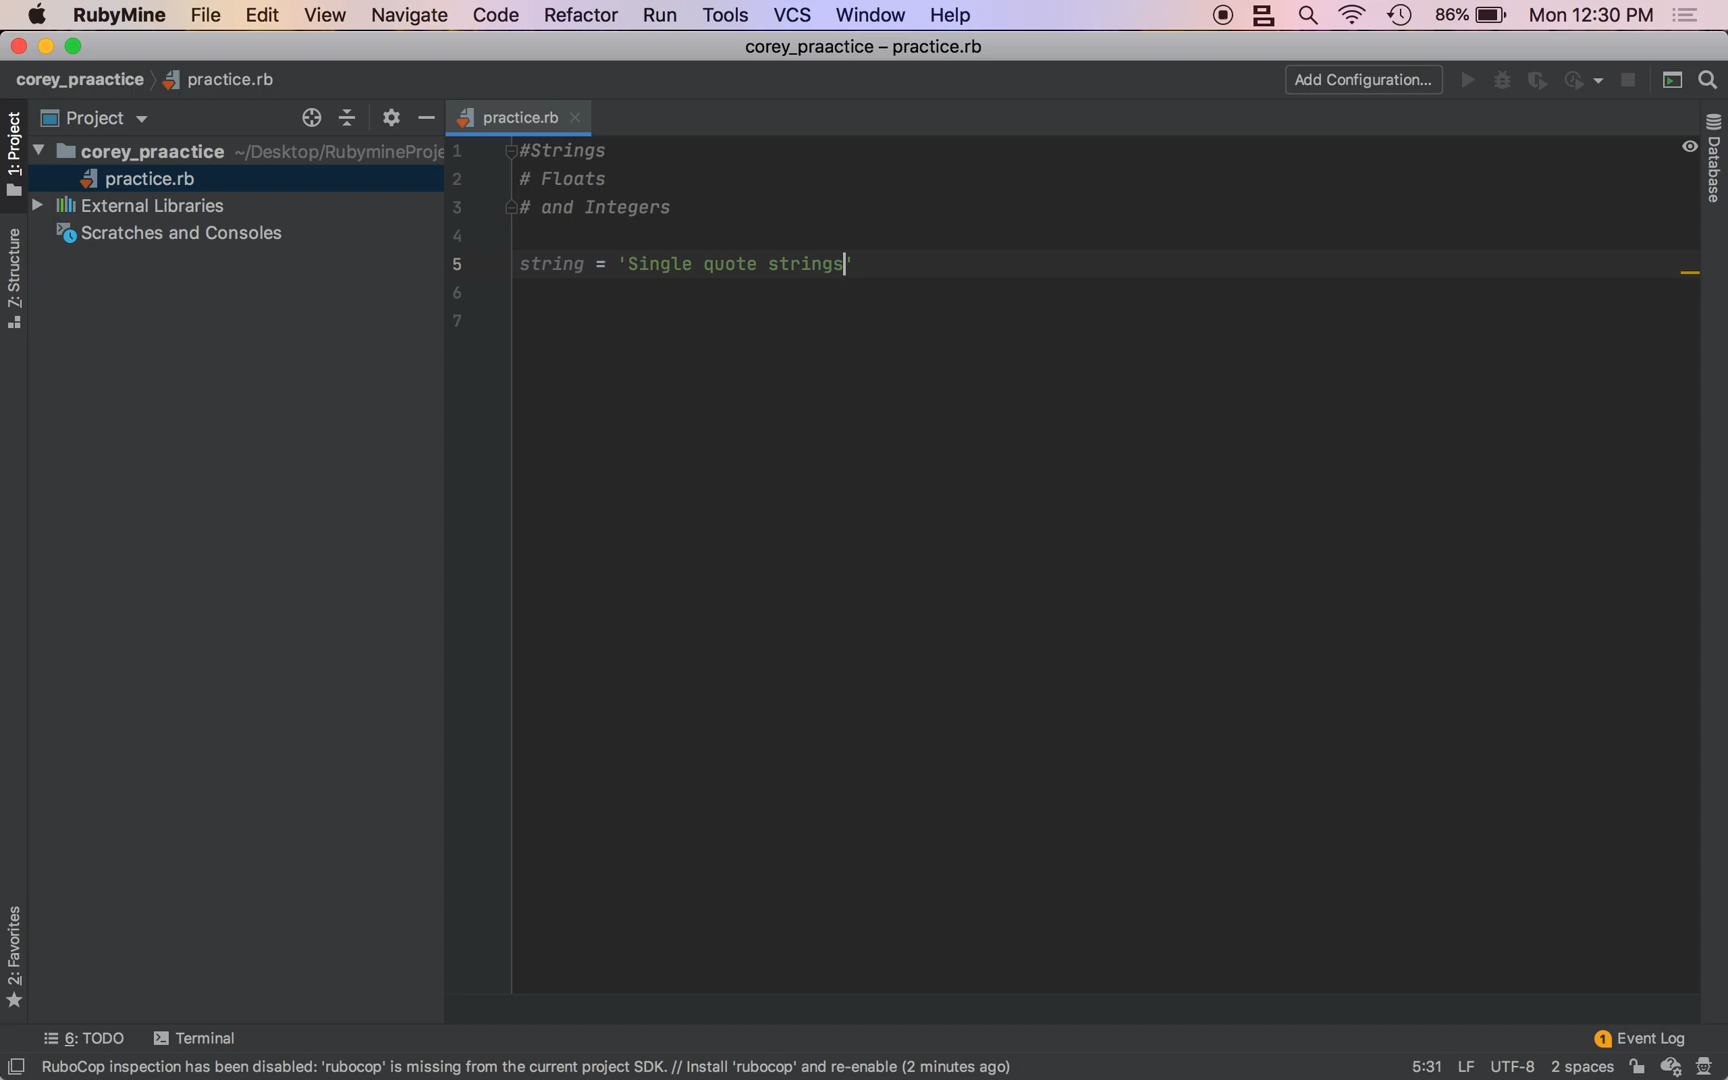 RubyMine File Edit View Navigate Code Refactor Run Tools VCS Window Help 86% Mon 12:30 PM
corey_praactice – practice.rb
corey_praactice practice.rb Add Configuration...
1: Project
Project
practice.rb
corey_praactice ~/Desktop/RubymineProje
practice.rb
External Libraries
Scratches and Consoles
1 #Strings
2 # Floats
3 # and Integers
4
5 string = 'Single quote strings'
6
7
Database
7: Structure
2: Favorites
6: TODO Terminal 1 Event Log
RuboCop inspection has been disabled: 'rubocop' is missing from the current project SDK. // Install 'rubocop' and re-enable (2 minutes ago) 5:31 LF UTF-8 2 spaces